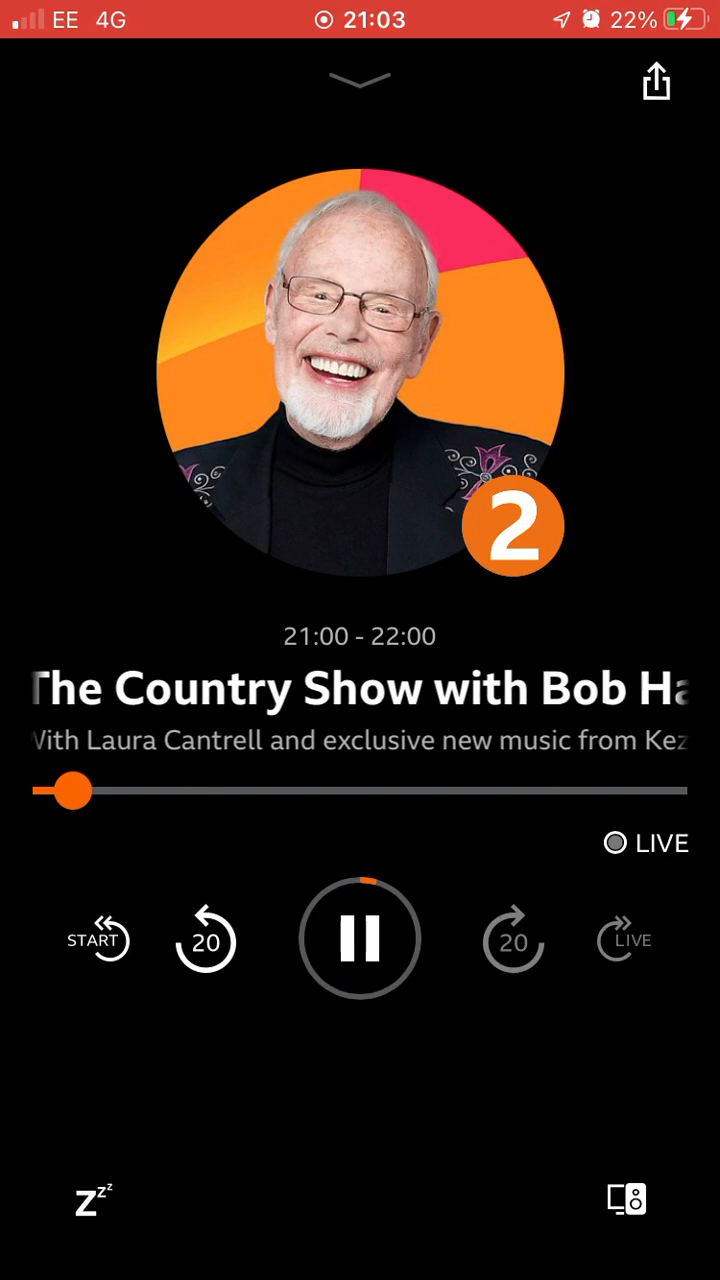 EE 4G 21:03 22%
2
21:00 - 22:00
The Country Show with Bob Ha
With Laura Cantrell and exclusive new music from Kez
LIVE
START 20 20 LIVE
Zzz